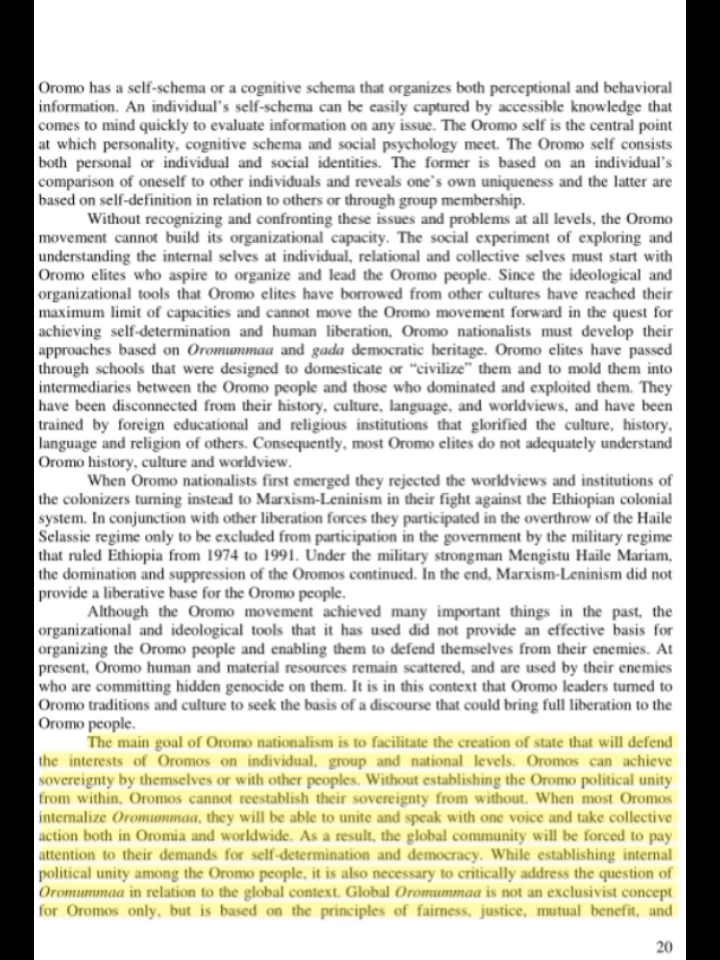 Oromo has a self-schema or a cognitive schema that organizes both perceptional and behavioral
information. An individual's self-schema can be easily captured by accessible knowledge that
comes to mind quickly to evaluate information on any issue. The Oromo self is the central point
at which personality, cognitive schema and social psychology meet. The Oromo self consists
both personal or individual and social identities. The former is based on an individual's
comparison of oneself to other individuals and reveals one's own uniqueness and the latter are
based on self-definition in relation to others or through group membership.
Without recognizing and confronting these issues and problems at all levels, the Oromo
movement cannot build its organizational capacity. The social experiment of exploring and
understanding the internal selves at individual, relational and collective selves must start with
Oromo elites who aspire to organize and lead the Oromo people. Since the ideological and
organizational tools that Oromo elites have borrowed from other cultures have reached their
maximum limit of capacities and cannot move the Oromo movement forward in the quest for
achieving self-determination and human liberation, Oromo nationalists must develop their
approaches based on Oromummaa and gada democratic heritage. Oromo elites have passed
through schools that were designed to domesticate or “civilize” them and to mold them into
intermediaries between the Oromo people and those who dominated and exploited them. They
have been disconnected from their history, culture, language, and worldviews, and have been
trained by foreign educational and religious institutions that glorified the culture, history,
language and religion of others. Consequently, most Oromo elites do not adequately understand
Oromo history, culture and worldview.
When Oromo nationalists first emerged they rejected the worldviews and institutions of
the colonizers turning instead to Marxism-Leninism in their fight against the Ethiopian colonial
system. In conjunction with other liberation forces they participated in the overthrow of the Haile
Selassie regime only to be excluded from participation in the government by the military regime
that ruled Ethiopia from 1974 to 1991. Under the military strongman Mengistu Haile Mariam,
the domination and suppression of the Oromos continued. In the end, Marxism-Leninism did not
provide a liberative base for the Oromo people.
Although the Oromo movement achieved many important things in the past, the
organizational and ideological tools that it has used did not provide an effective basis for
organizing the Oromo people and enabling them to defend themselves from their enemies. At
present, Oromo human and material resources remain scattered, and are used by their enemies
who are committing hidden genocide on them. It is in this context that Oromo leaders turned to
Oromo traditions and culture to seek the basis of a discourse that could bring full liberation to the
Oromo people.
The main goal of Oromo nationalism is to facilitate the creation of state that will defend
the interests of Oromos on individual, group and national levels. Oromos can achieve
sovereignty by themselves or with other peoples. Without establishing the Oromo political unity
from within, Oromos cannot reestablish their sovereignty from without. When most Oromos
internalize Oromummaa, they will be able to unite and speak with one voice and take collective
action both in Oromia and worldwide. As a result, the global community will be forced to pay
attention to their demands for self-determination and democracy. While establishing internal
political unity among the Oromo people, it is also necessary to critically address the question of
Oromummaa in relation to the global context. Global Oromummaa is not an exclusivist concept
for Oromos only, but is based on the principles of fairness, justice, mutual benefit, and
20